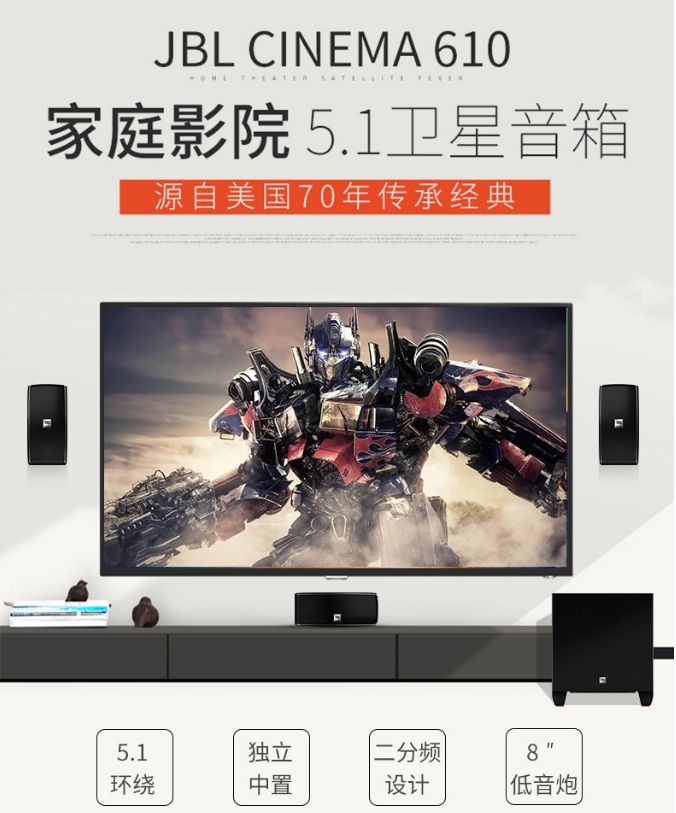 JBL CINEMA 610
HOME THEATER SATELLITE FEVER
家庭影院 5.1卫星音箱
源自美国70年传承经典
5.1
环绕
独立
中置
二分频
设计
8″
低音炮